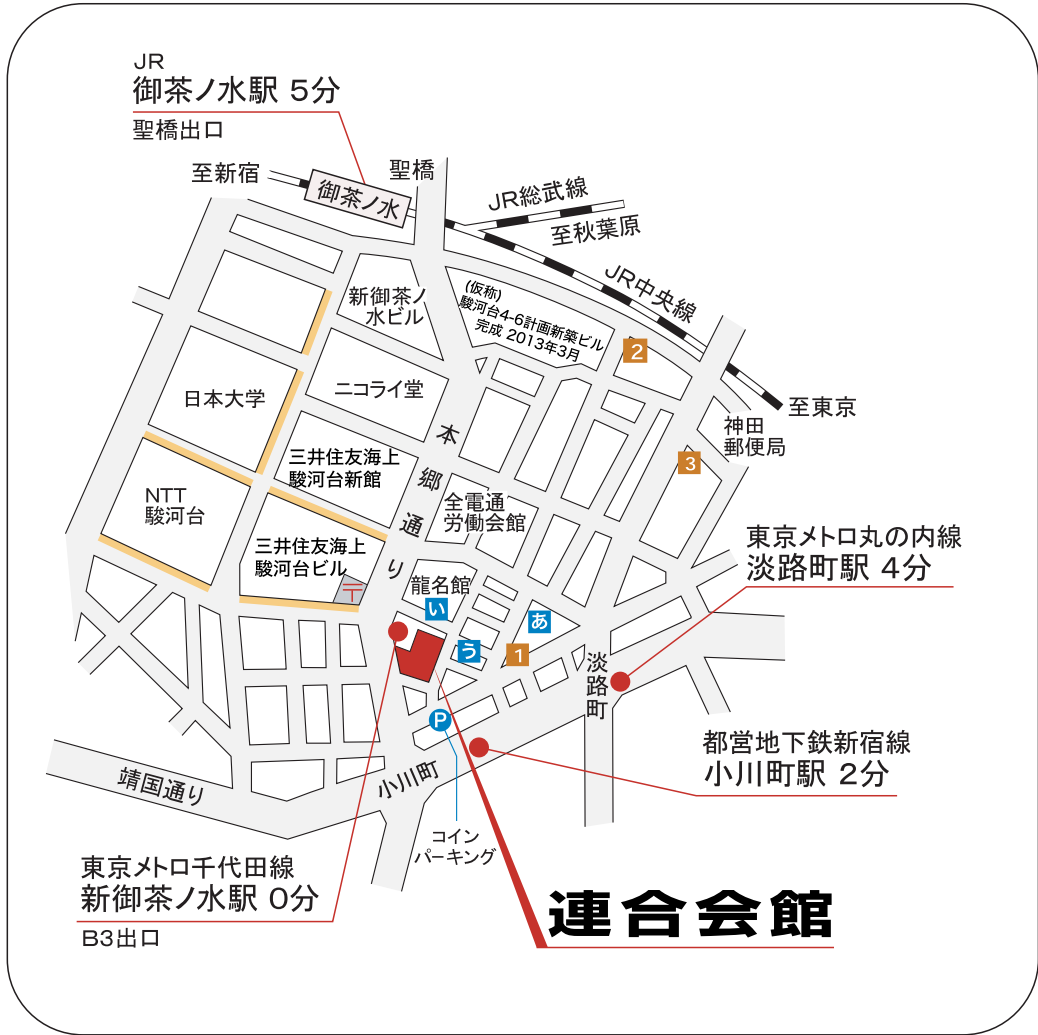 JR
御茶ノ水駅 5分
聖橋出口
至新宿
御茶ノ水
聖橋
JR総武線
至秋葉原
JR中央線
新御茶ノ
水ビル
(仮称)
駿河台4-6計画新築ビル
完成 2013年3月
2
日本大学
ニコライ堂
至東京
神田
郵便局
本郷通り
三井住友海上
駿河台新館
3
NTT
駿河台
全電通
労働会館
三井住友海上
駿河台ビル
〒
龍名館
い
あ
う
1
東京メトロ丸の内線
淡路町駅 4分
淡路町
P
都営地下鉄新宿線
小川町駅 2分
靖国通り
小川町
コイン
パーキング
東京メトロ千代田線
新御茶ノ水駅 0分
B3出口
連合会館